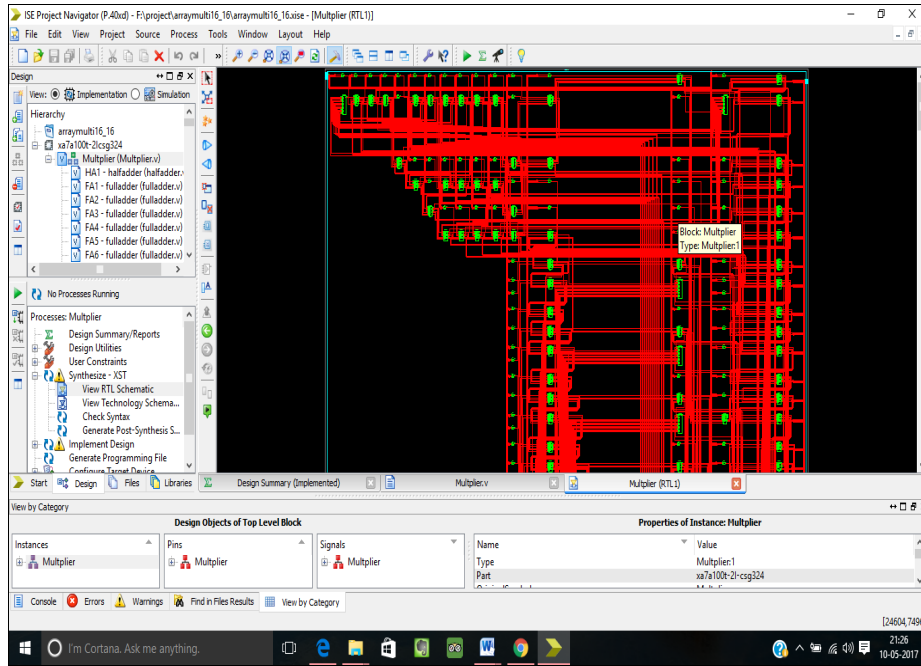 ISE Project Navigator (P.40xd) - F:\project\arraymulti16_16\arraymulti16_16.xise - [Multiplier (RTL1)]
File Edit View Project Source Process Tools Window Layout Help
Design
View: Implementation Simulation
Hierarchy
arraymulti16_16
xa7a100t-2lcsg324
Multiplier (Multiplier.v)
HA1 - halfadder (halfadder.
FA1 - fulladder (fulladder.v)
FA2 - fulladder (fulladder.v)
FA3 - fulladder (fulladder.v)
FA4 - fulladder (fulladder.v)
FA5 - fulladder (fulladder.v)
FA6 - fulladder (fulladder.v)
No Processes Running
Processes: Multplier
Design Summary/Reports
Design Utilities
User Constraints
Synthesize - XST
View RTL Schematic
View Technology Schema...
Check Syntax
Generate Post-Synthesis S...
Implement Design
Generate Programming File
Configure Target Device
Block: Multplier
Type: Multplier:1
Start Design Files Libraries
Design Summary (Implemented) Multplier.v Multplier (RTL1)
View by Category
Design Objects of Top Level Block Properties of Instance: Multplier
Instances Pins Signals Name Value
Multplier Multplier Multplier Type Multplier:1
Part xa7a100t-2l-csg324
Console Errors Warnings Find in Files Results View by Category
[24604,7496
I'm Cortana. Ask me anything.
21:26
10-05-2017